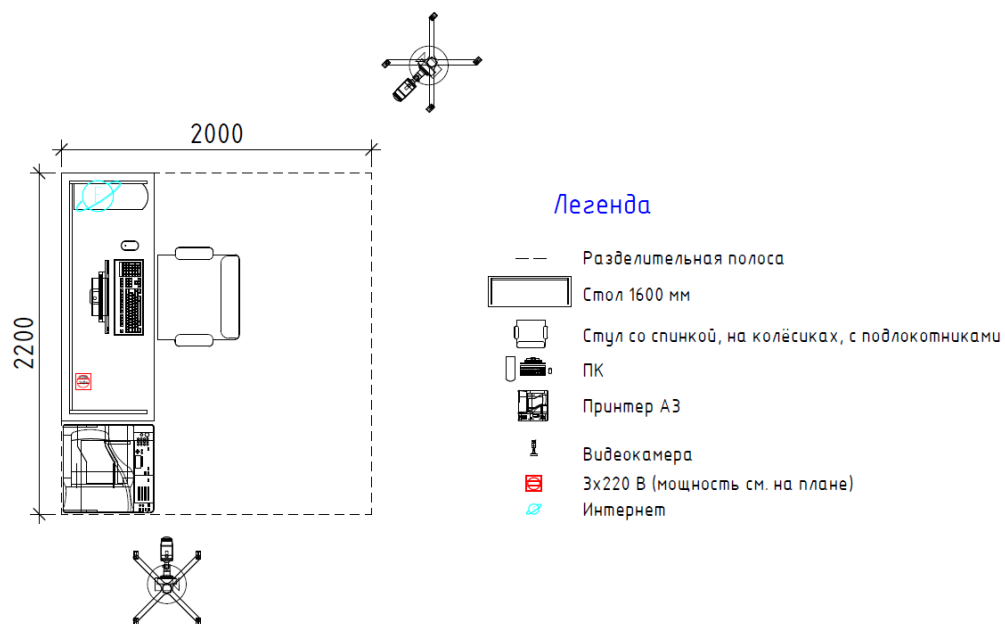 2000
2200
Легенда
Разделительная полоса
Стол 1600 мм
Стул со спинкой, на колёсиках, с подлокотниками
ПК
Принтер А3
Видеокамера
3х220 В (мощность см. на плане)
Интернет